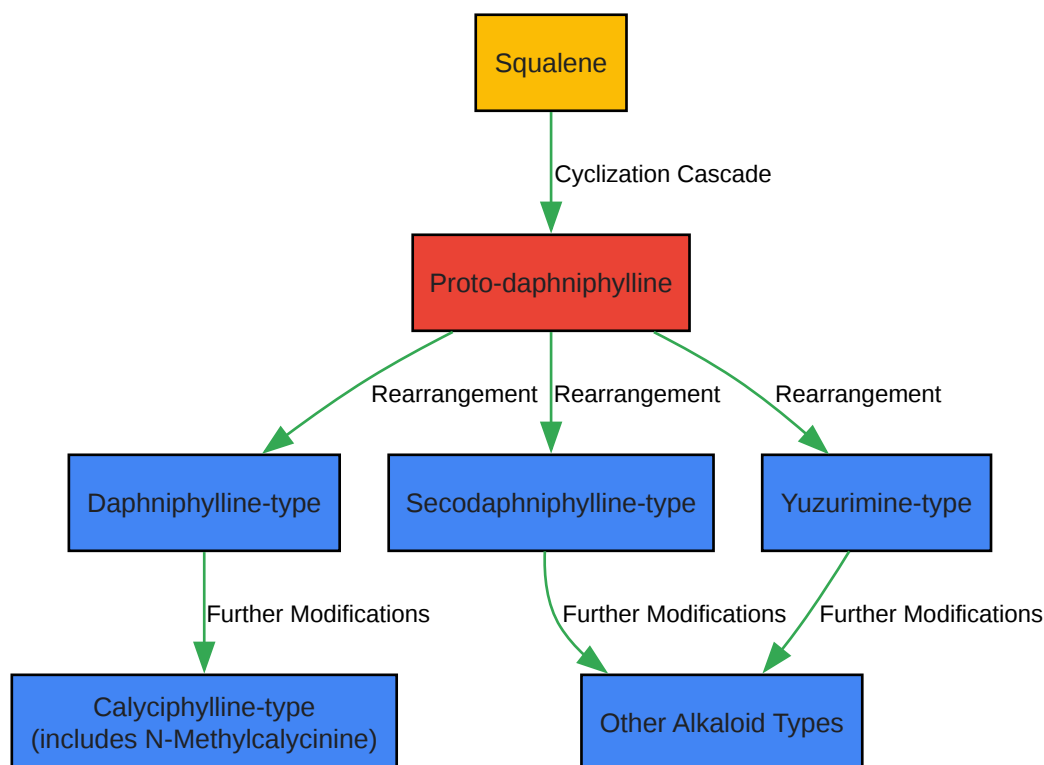 Squalene
Cyclization Cascade
Proto-daphniphylline
Rearrangement
Rearrangement
Rearrangement
Daphniphylline-type
Secodaphniphylline-type
Yuzurimine-type
Further Modifications
Further Modifications
Further Modifications
Calyciphylline-type
(includes N-Methylcalycinine)
Other Alkaloid Types